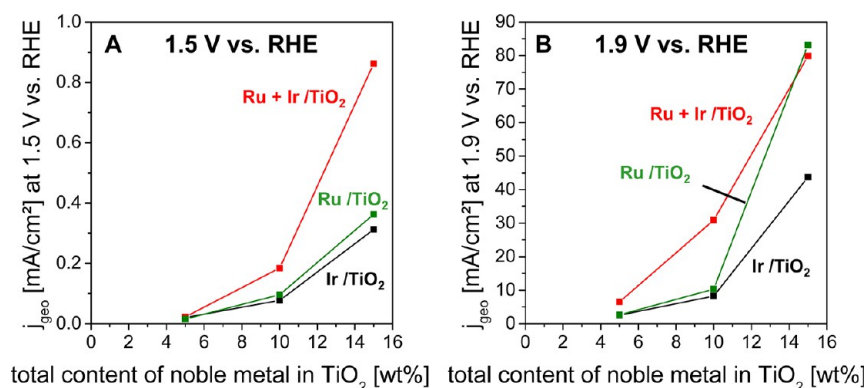 A 1.5 V vs. RHE
1.0
0.8
0.6
0.4
0.2
0.0
j_geo [mA/cm²] at 1.5 V vs. RHE
Ru + Ir /TiO₂
Ru /TiO₂
Ir /TiO₂
0 2 4 6 8 10 12 14 16
total content of noble metal in TiO₂ [wt%]
B 1.9 V vs. RHE
90
80
70
60
50
40
30
20
10
0
j_geo [mA/cm²] at 1.9 V vs. RHE
Ru + Ir /TiO₂
Ru /TiO₂
Ir /TiO₂
0 2 4 6 8 10 12 14 16
total content of noble metal in TiO₂ [wt%]